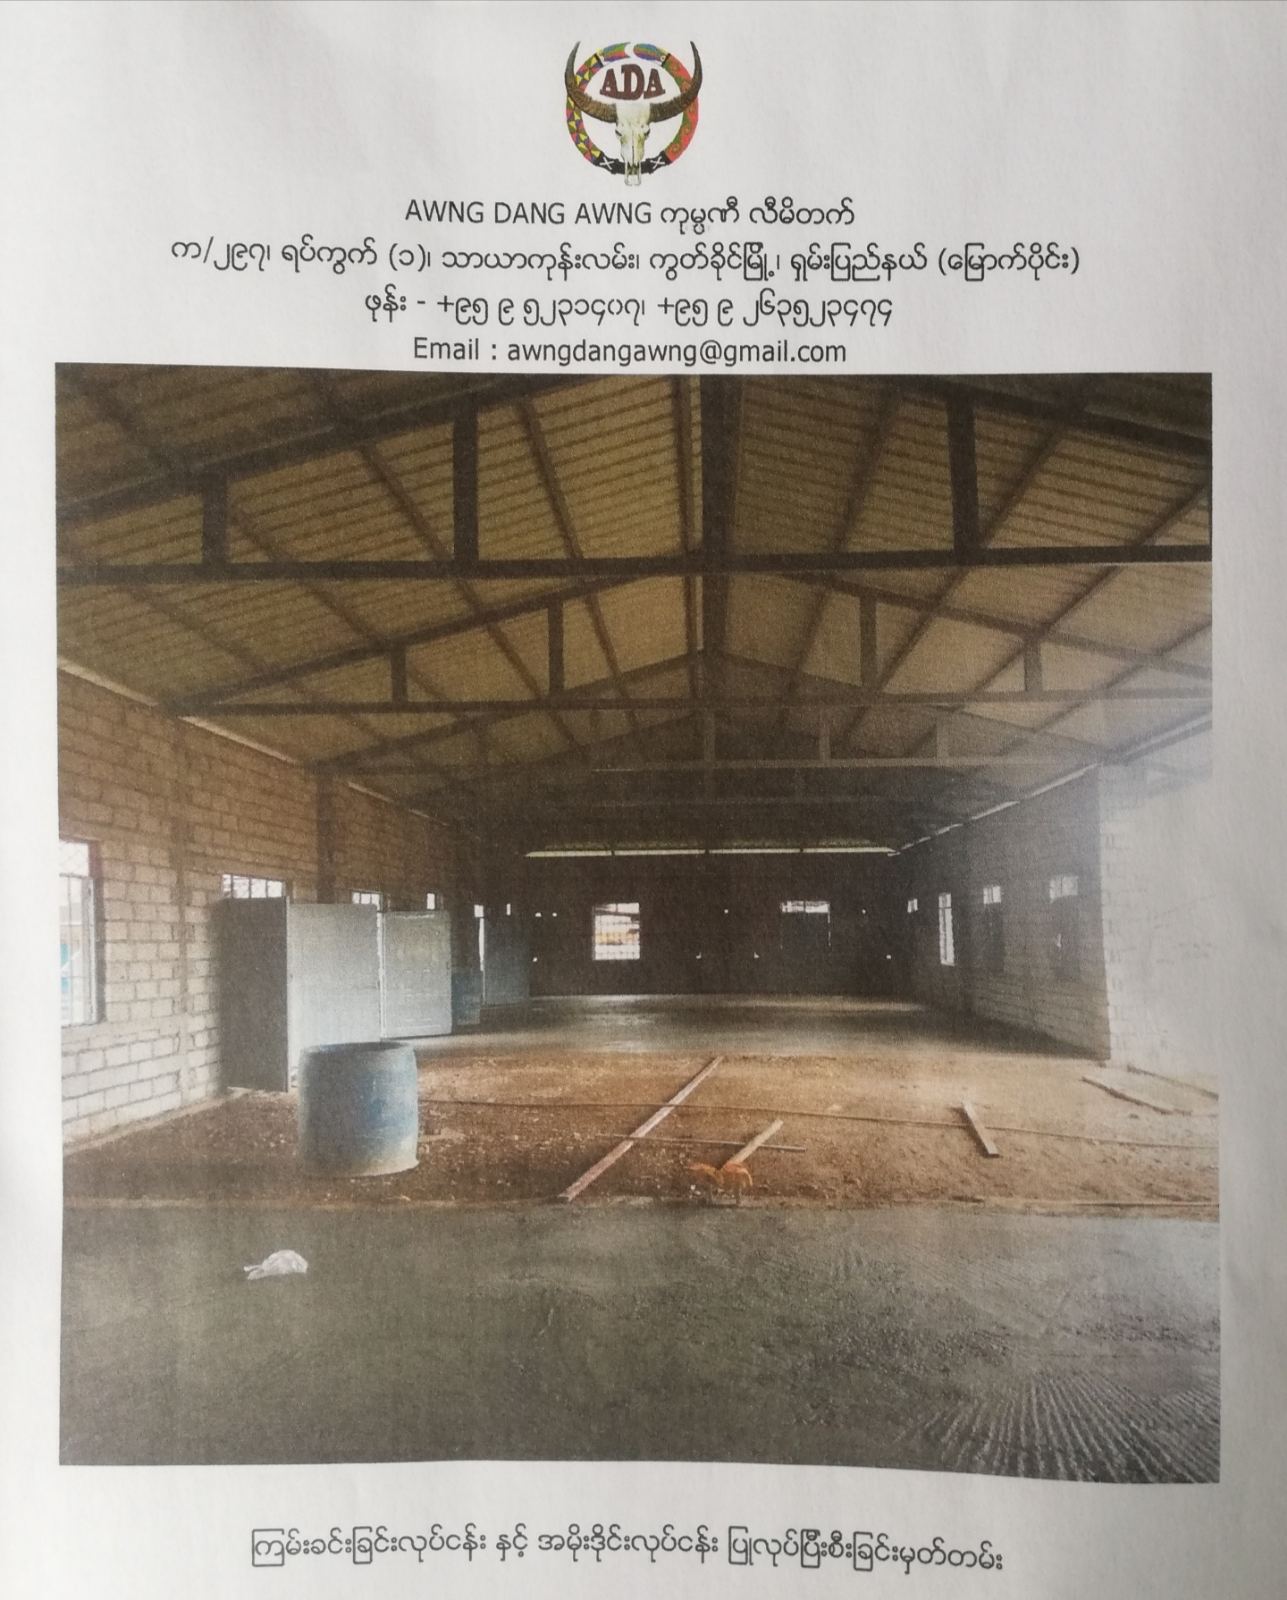 ADA
AWNG DANG AWNG ကုမ္ပဏီ လီမိတက်
က/၂၉၇၊ ရပ်ကွက် (၁)၊ သာယာကုန်းလမ်း၊ ကွတ်ခိုင်မြို့၊ ရှမ်းပြည်နယ် (မြောက်ပိုင်း)
ဖုန်း - +၉၅ ၉ ၅၂၃၁၄၀၇၊ +၉၅ ၉ ၂၆၃၅၂၃၄၇၄
Email : awngdangawng@gmail.com
ကြမ်းခင်းခြင်းလုပ်ငန်း နှင့် အမိုးဒိုင်းလုပ်ငန်း ပြုလုပ်ပြီးစီးခြင်းမှတ်တမ်း